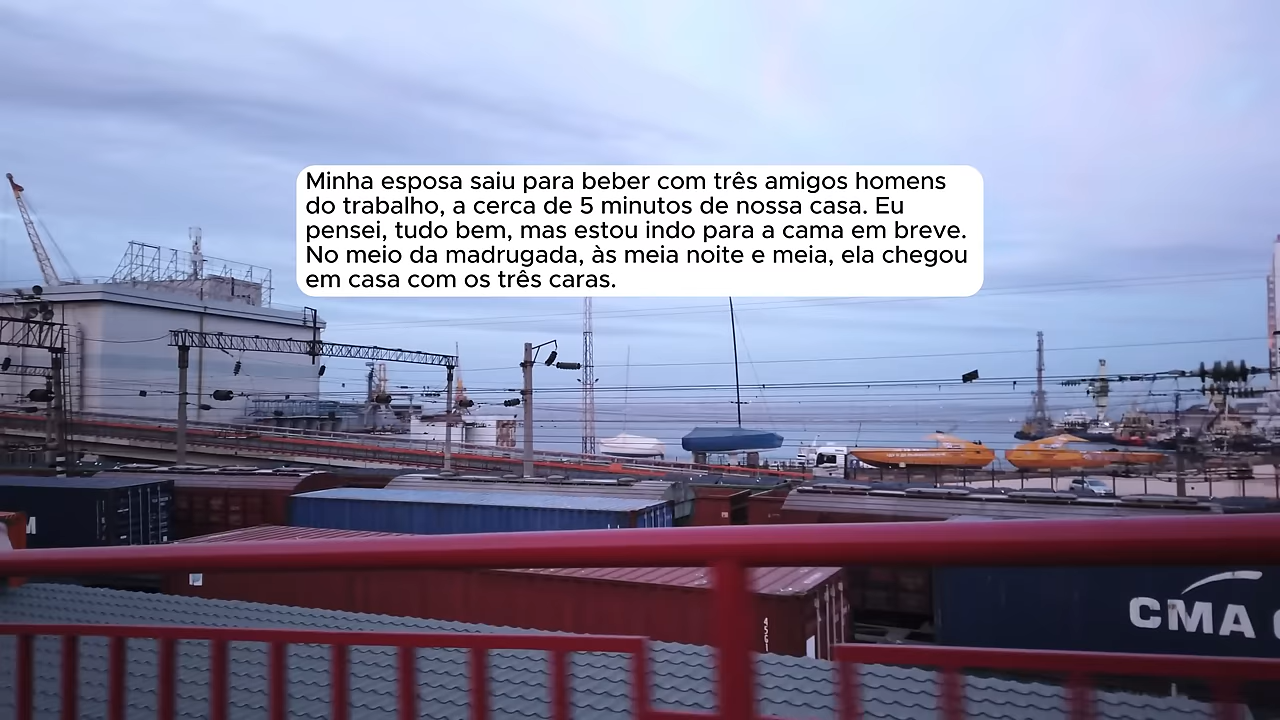 Minha esposa saiu para beber com três amigos homens
do trabalho, a cerca de 5 minutos de nossa casa. Eu
pensei, tudo bem, mas estou indo para a cama em breve.
No meio da madrugada, às meia noite e meia, ela chegou
em casa com os três caras.
CMA